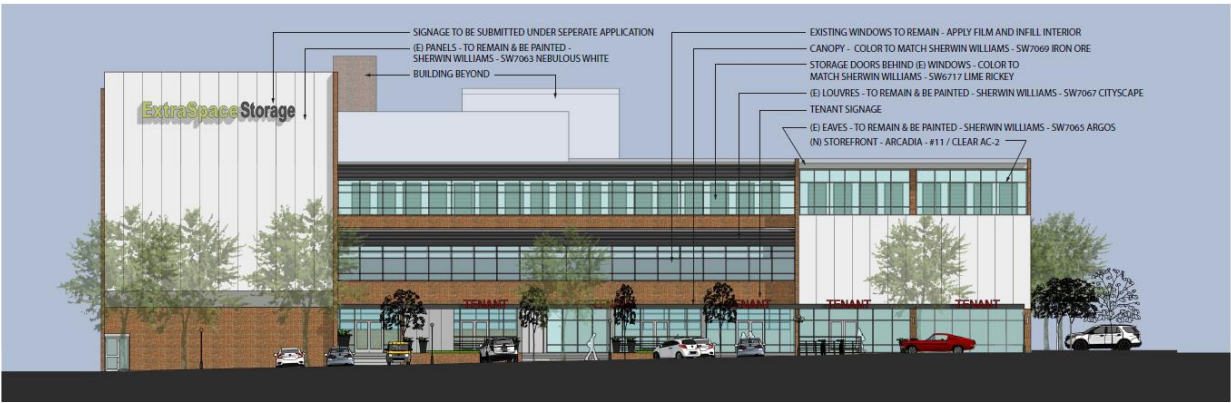 SIGNAGE TO BE SUBMITTED UNDER SEPERATE APPLICATION
(E) PANELS - TO REMAIN & BE PAINTED -
SHERWIN WILLIAMS - SW7063 NEBULOUS WHITE
BUILDING BEYOND
EXISTING WINDOWS TO REMAIN - APPLY FILM AND INFILL INTERIOR
CANOPY - COLOR TO MATCH SHERWIN WILLIAMS - SW7069 IRON ORE
STORAGE DOORS BEHIND (E) WINDOWS - COLOR TO
MATCH SHERWIN WILLIAMS - SW6717 LIME RICKEY
(E) LOUVRES - TO REMAIN & BE PAINTED - SHERWIN WILLIAMS - SW7067 CITYSCAPE
TENANT SIGNAGE
(E) EAVES - TO REMAIN & BE PAINTED - SHERWIN WILLIAMS - SW7065 ARGOS
(N) STOREFRONT - ARCADIA - #11 / CLEAR AC-2
ExtraSpace Storage
TENANT
TENANT
TENANT